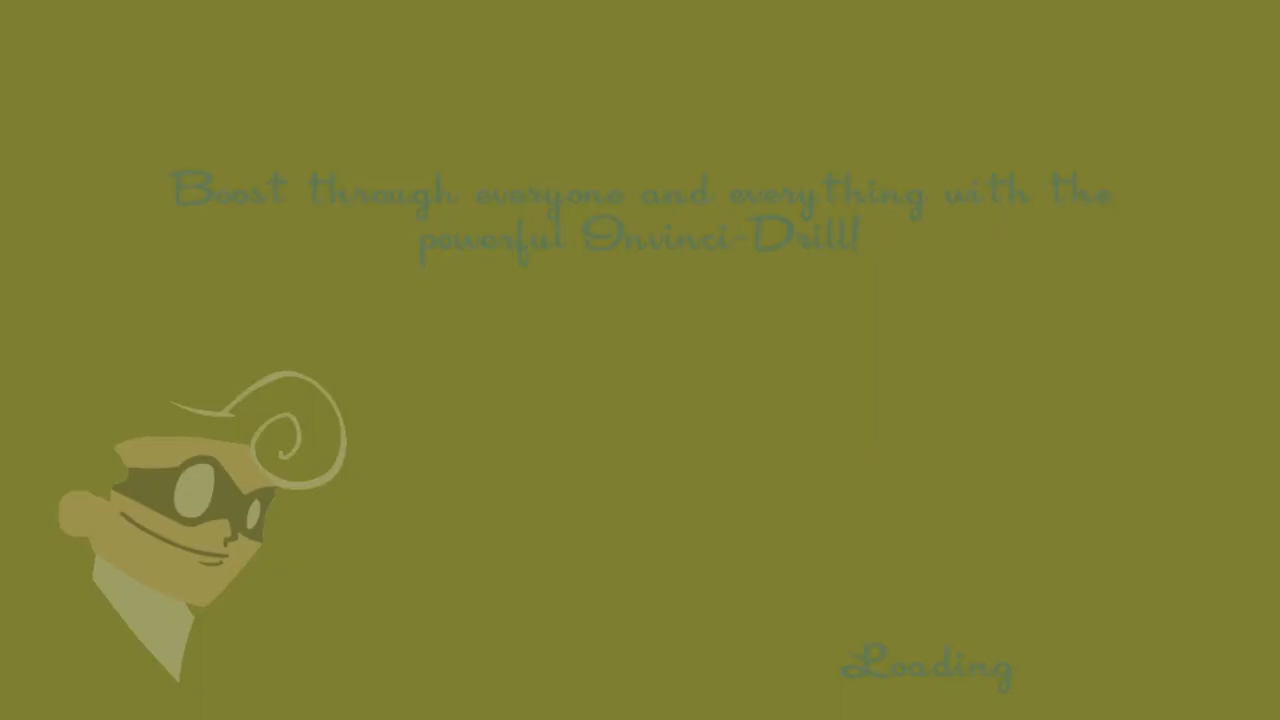 Boost through everyone and everything with the
powerful Invinci-Drill!
Loading